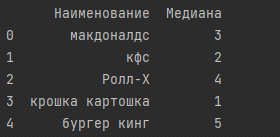 Наименование Медиана
0 макдоналдс 3
1 кфс 2
2 Ролл-Х 4
3 крошка картошка 1
4 бургер кинг 5